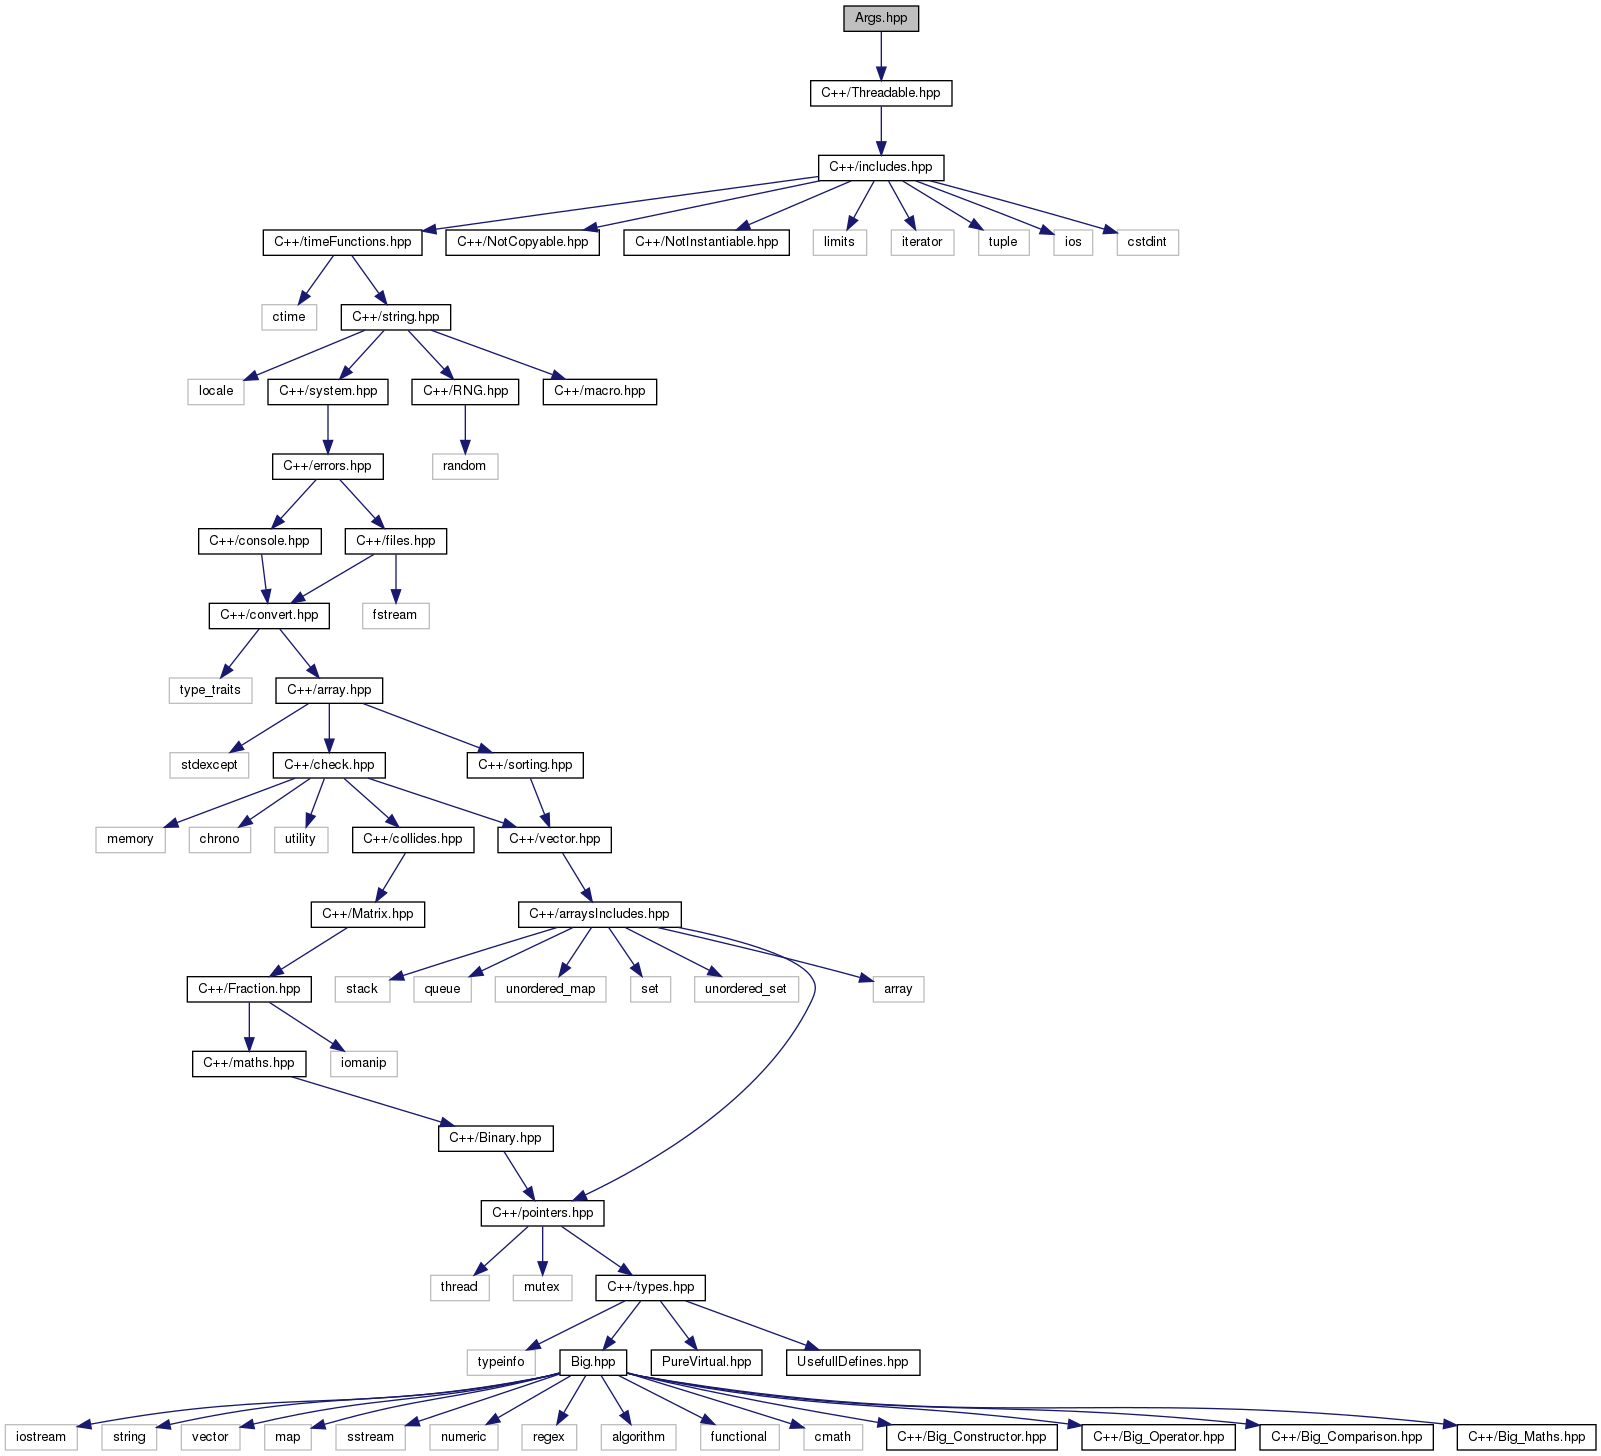 Args.hpp
C++/Threadable.hpp
C++/includes.hpp
C++/timeFunctions.hpp
C++/NotCopyable.hpp
C++/NotInstantiable.hpp
limits
iterator
tuple
ios
cstdint
ctime
C++/string.hpp
locale
C++/system.hpp
C++/RNG.hpp
C++/macro.hpp
C++/errors.hpp
random
C++/console.hpp
C++/files.hpp
C++/convert.hpp
fstream
type_traits
C++/array.hpp
stdexcept
C++/check.hpp
C++/sorting.hpp
memory
chrono
utility
C++/collides.hpp
C++/vector.hpp
C++/Matrix.hpp
C++/arraysIncludes.hpp
C++/Fraction.hpp
stack
queue
unordered_map
set
unordered_set
array
C++/maths.hpp
iomanip
C++/Binary.hpp
C++/pointers.hpp
thread
mutex
C++/types.hpp
typeinfo
Big.hpp
PureVirtual.hpp
UsefullDefines.hpp
iostream
string
vector
map
sstream
numeric
regex
algorithm
functional
cmath
C++/Big_Constructor.hpp
C++/Big_Operator.hpp
C++/Big_Comparison.hpp
C++/Big_Maths.hpp